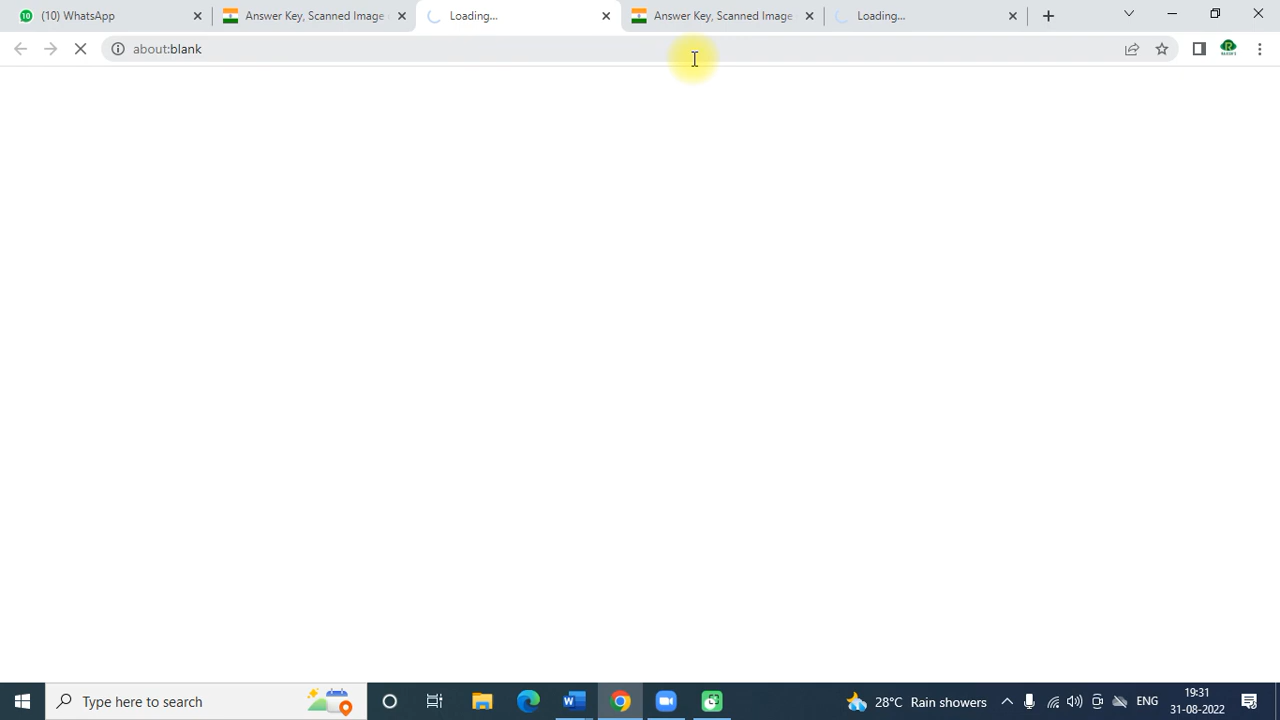 10 (10) WhatsApp
Answer Key, Scanned Image
Loading...
Answer Key, Scanned Image
Loading...
about:blank
Type here to search
28°C Rain showers
ENG
19:31
31-08-2022